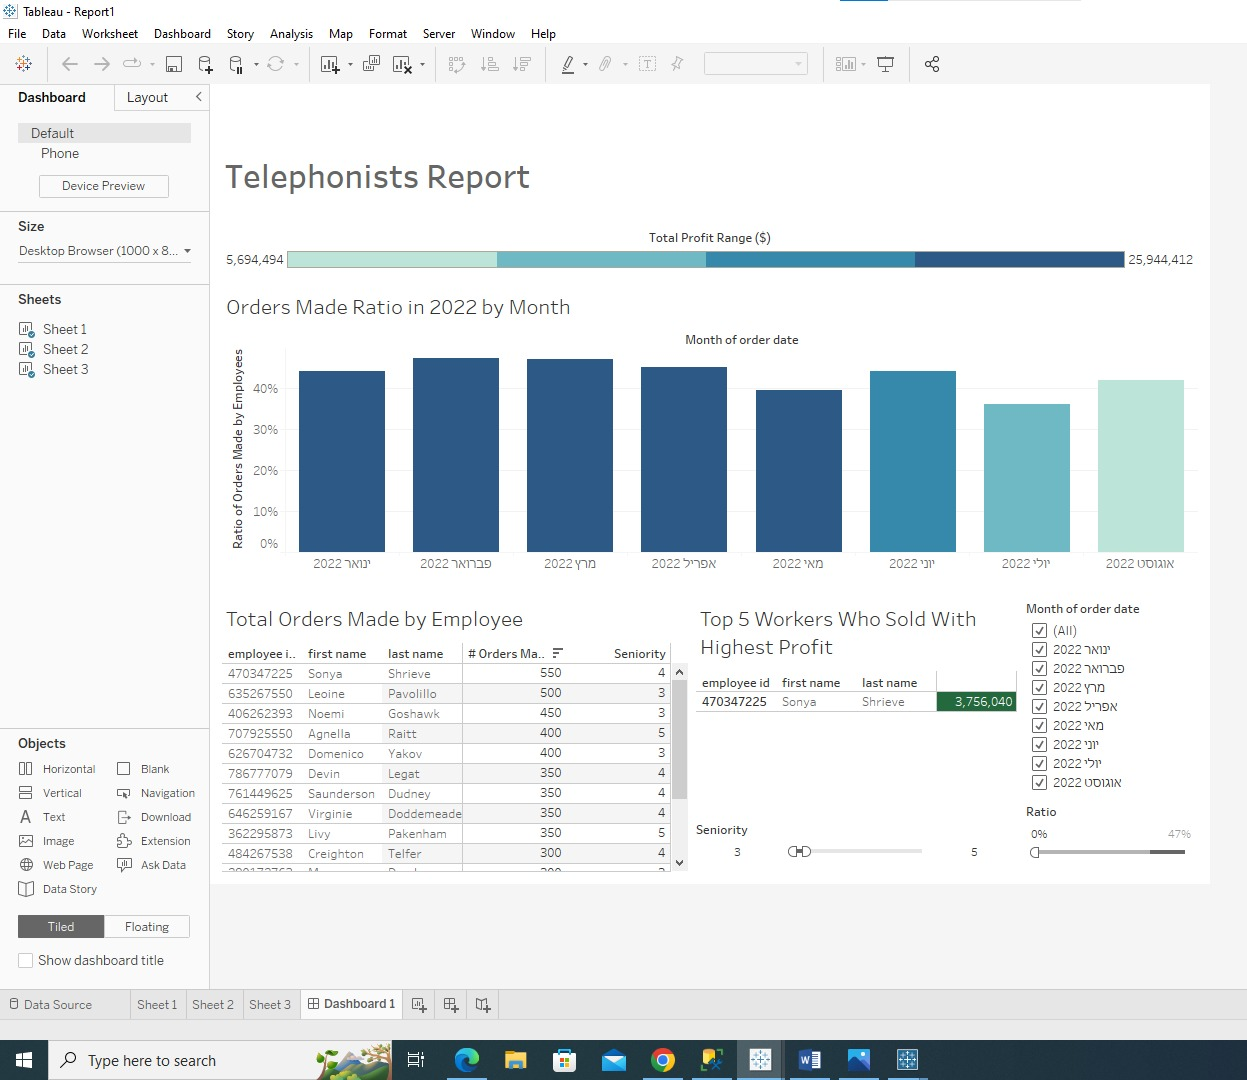 Tableau - Report1
File Data Worksheet Dashboard Story Analysis Map Format Server Window Help
Dashboard Layout
Default
Phone
Device Preview
Size
Desktop Browser (1000 x 8...
Sheets
Sheet 1
Sheet 2
Sheet 3
Telephonists Report
Total Profit Range ($)
5,694,494 25,944,412
Orders Made Ratio in 2022 by Month
Month of order date
Ratio of Orders Made by Employees
40%
30%
20%
10%
0%
ינואר 2022 פברואר 2022 מרץ 2022 אפריל 2022 מאי 2022 יוני 2022 יולי 2022 אוגוסט 2022
Total Orders Made by Employee
employee i.. first name last name # Orders Ma.. Seniority
470347225 Sonya Shrieve 550 4
635267550 Leoine Pavolillo 500 3
406262393 Noemi Goshawk 450 3
707925550 Agnella Raitt 400 5
626704732 Domenico Yakov 400 3
786777079 Devin Legat 350 4
761449625 Saunderson Dudney 350 4
646259167 Virginie Doddemeade 350 4
362295873 Livy Pakenham 350 5
484267538 Creighton Telfer 300 4
Top 5 Workers Who Sold With
Highest Profit
employee id first name last name
470347225 Sonya Shrieve 3,756,040
Seniority
3 5
Month of order date
(All)
ינואר 2022
פברואר 2022
מרץ 2022
אפריל 2022
מאי 2022
יוני 2022
יולי 2022
אוגוסט 2022
Ratio
0% 47%
Objects
Horizontal Blank
Vertical Navigation
A Text Download
Image Extension
Web Page Ask Data
Data Story
Tiled Floating
Show dashboard title
Data Source Sheet 1 Sheet 2 Sheet 3 Dashboard 1
Type here to search